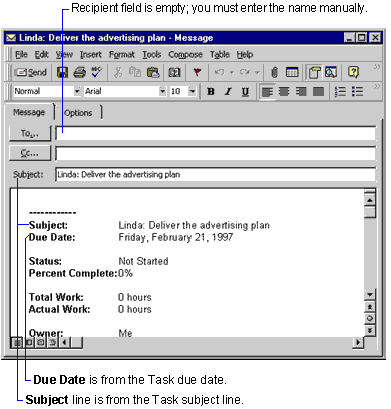 Recipient field is empty; you must enter the name manually.
Linda: Deliver the advertising plan - Message
File Edit View Insert Format Tools Compose Table Help
Send
Normal Arial 10 B I U
Message Options
To...
Cc...
Subject: Linda: Deliver the advertising plan
------------
Subject: Linda: Deliver the advertising plan
Due Date: Friday, February 21, 1997
Status: Not Started
Percent Complete:0%
Total Work: 0 hours
Actual Work: 0 hours
Owner: Me
Due Date is from the Task due date.
Subject line is from the Task subject line.